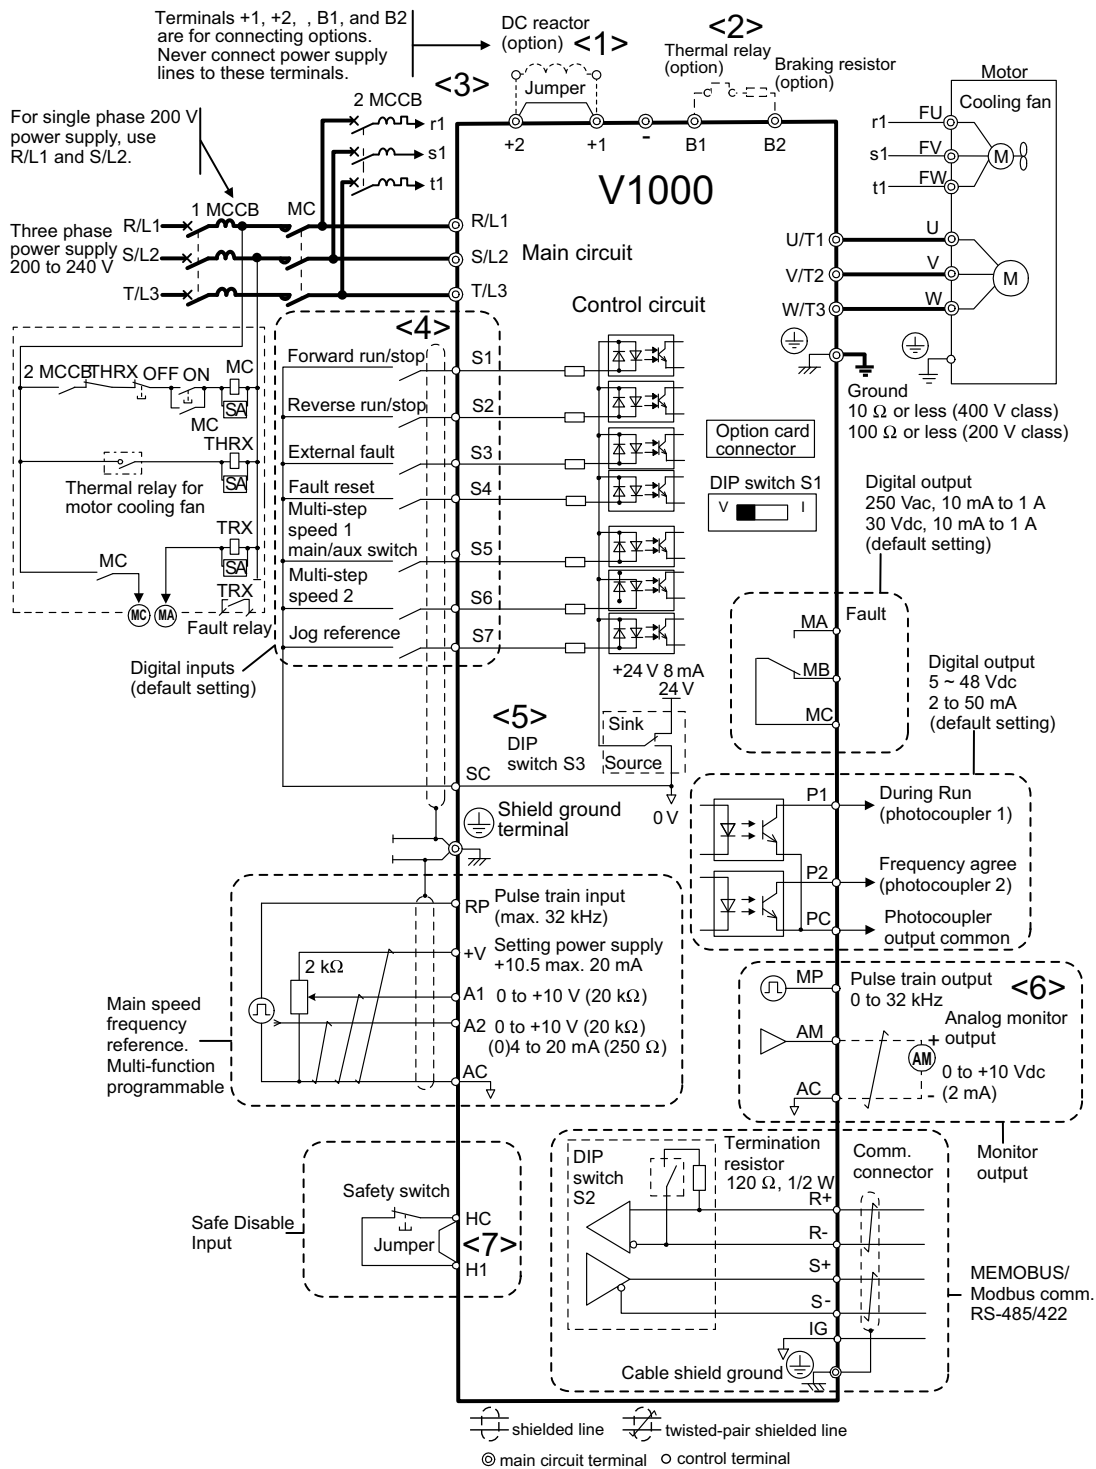 Terminals +1, +2, , B1, and B2
are for connecting options.
Never connect power supply
lines to these terminals.
DC reactor
(option)
<1>
<2>
Thermal relay
(option)
Braking resistor
(option)
Jumper
+2
+1
-
B1
B2
<3>
2 MCCB
r1
s1
t1
For single phase 200 V
power supply, use
R/L1 and S/L2.
1 MCCB
MC
Three phase
power supply
200 to 240 V
R/L1
S/L2
T/L3
R/L1
S/L2
T/L3
V1000
Main circuit
Control circuit
Motor
Cooling fan
r1
FU
s1
FV
t1
FW
M
U/T1
U
V/T2
V
W/T3
W
M
Ground
10 Ω or less (400 V class)
100 Ω or less (200 V class)
2 MCCB
THRX
OFF
ON
MC
SA
MC
THRX
SA
Thermal relay for
motor cooling fan
TRX
SA
MC
TRX
MC
MA
Fault relay
<4>
Forward run/stop
S1
Reverse run/stop
S2
External fault
S3
Fault reset
S4
Multi-step
speed 1
main/aux switch
S5
Multi-step
speed 2
S6
Jog reference
S7
Digital inputs
(default setting)
Option card
connector
DIP switch S1
V
I
+24 V 8 mA
24 V
<5>
DIP
switch S3
Sink
Source
SC
0 V
Shield ground
terminal
Digital output
250 Vac, 10 mA to 1 A
30 Vdc, 10 mA to 1 A
(default setting)
MA
Fault
MB
MC
Digital output
5 ~ 48 Vdc
2 to 50 mA
(default setting)
P1
During Run
(photocoupler 1)
P2
Frequency agree
(photocoupler 2)
PC
Photocoupler
output common
Main speed
frequency
reference.
Multi-function
programmable
2 kΩ
RP
Pulse train input
(max. 32 kHz)
+V
Setting power supply
+10.5 max. 20 mA
A1
0 to +10 V (20 kΩ)
A2
0 to +10 V (20 kΩ)
(0)4 to 20 mA (250 Ω)
AC
MP
Pulse train output
0 to 32 kHz
<6>
AM
Analog monitor
output
+
AM
0 to +10 Vdc
(2 mA)
-
AC
Monitor
output
Safe Disable
Input
Safety switch
Jumper
HC
<7>
H1
DIP
switch
S2
Termination
resistor
120 Ω, 1/2 W
Comm.
connector
R+
R-
S+
S-
IG
Cable shield ground
MEMOBUS/
Modbus comm.
RS-485/422
shielded line
twisted-pair shielded line
main circuit terminal
control terminal